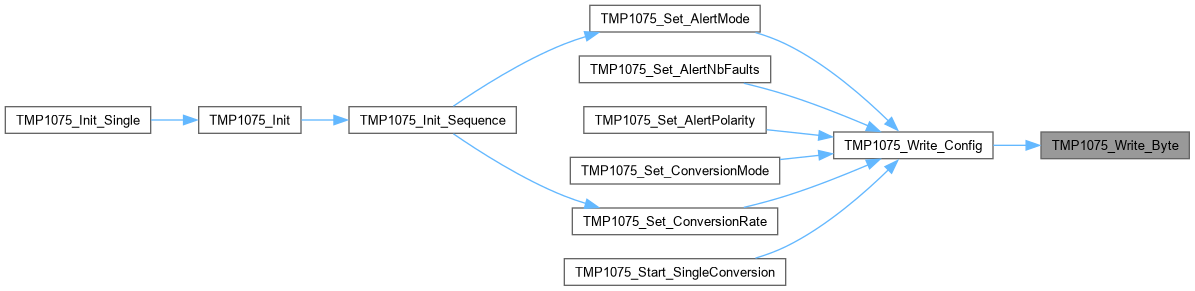 TMP1075_Set_AlertMode
TMP1075_Set_AlertNbFaults
TMP1075_Init_Single
TMP1075_Init
TMP1075_Init_Sequence
TMP1075_Set_AlertPolarity
TMP1075_Write_Config
TMP1075_Write_Byte
TMP1075_Set_ConversionMode
TMP1075_Set_ConversionRate
TMP1075_Start_SingleConversion